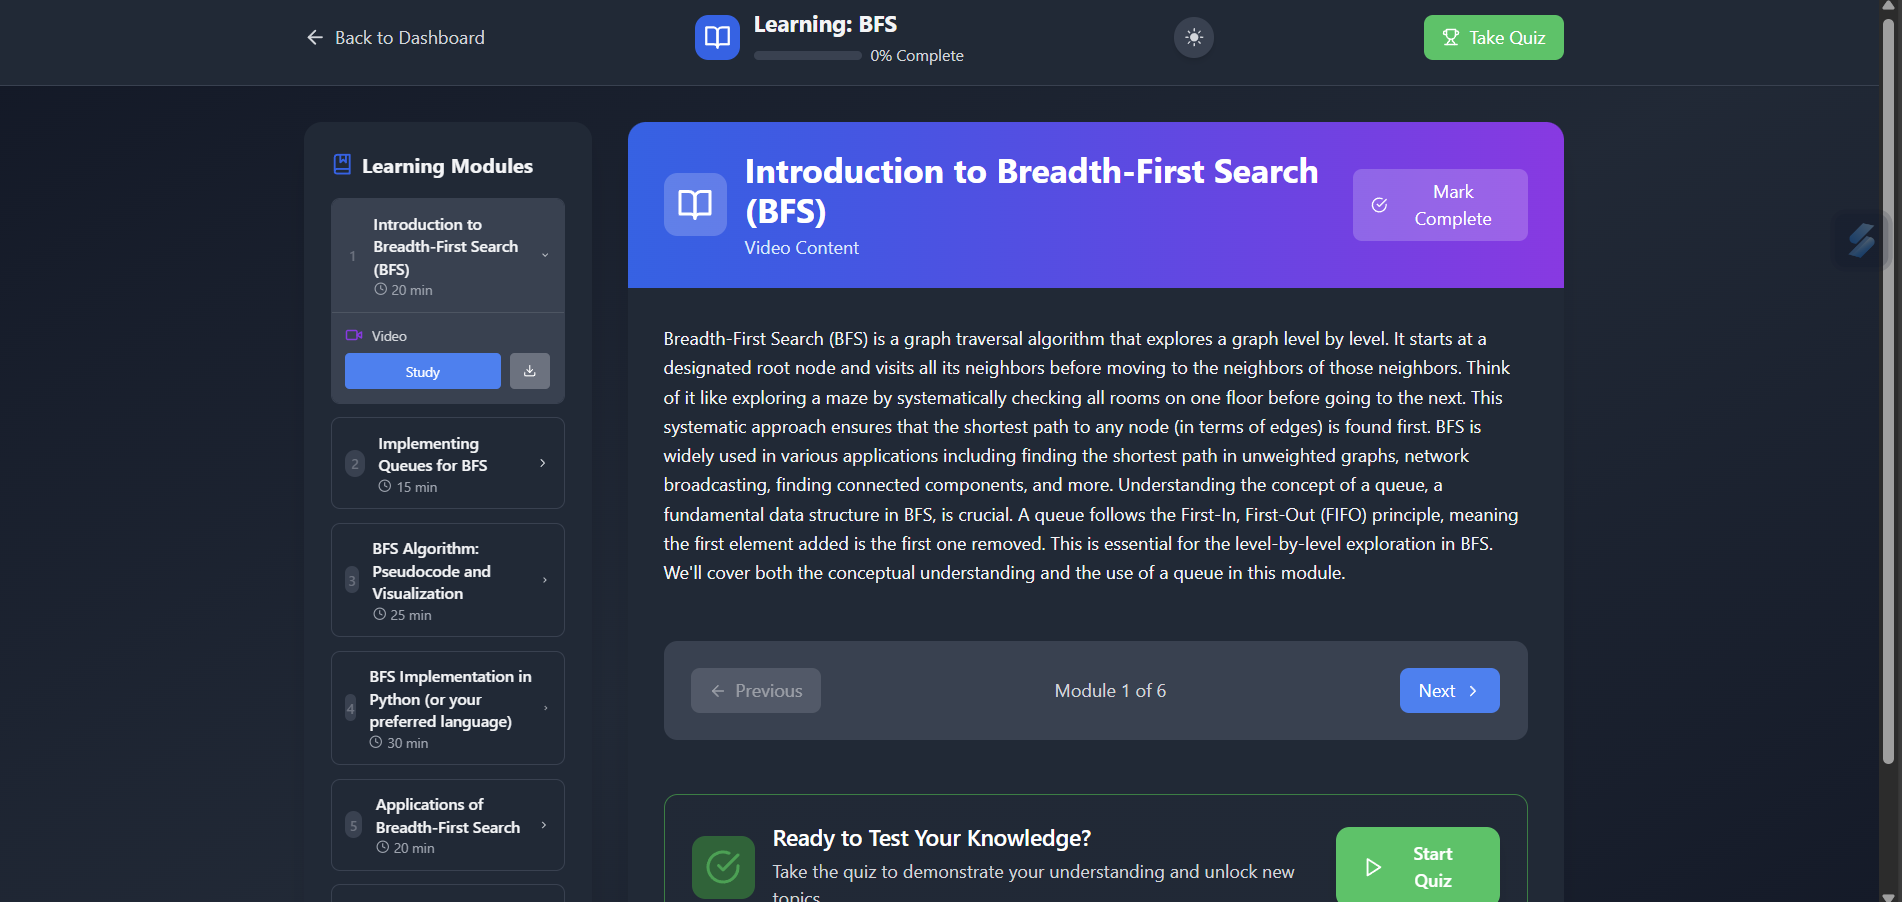 Back to Dashboard
Learning: BFS
0% Complete
Take Quiz
Learning Modules
1
Introduction to
Breadth-First Search
(BFS)
20 min
Video
Study
2
Implementing
Queues for BFS
15 min
3
BFS Algorithm:
Pseudocode and
Visualization
25 min
4
BFS Implementation in
Python (or your
preferred language)
30 min
5
Applications of
Breadth-First Search
20 min
Introduction to Breadth-First Search
(BFS)
Video Content
Mark
Complete
Breadth-First Search (BFS) is a graph traversal algorithm that explores a graph level by level. It starts at a
designated root node and visits all its neighbors before moving to the neighbors of those neighbors. Think
of it like exploring a maze by systematically checking all rooms on one floor before going to the next. This
systematic approach ensures that the shortest path to any node (in terms of edges) is found first. BFS is
widely used in various applications including finding the shortest path in unweighted graphs, network
broadcasting, finding connected components, and more. Understanding the concept of a queue, a
fundamental data structure in BFS, is crucial. A queue follows the First-In, First-Out (FIFO) principle, meaning
the first element added is the first one removed. This is essential for the level-by-level exploration in BFS.
We'll cover both the conceptual understanding and the use of a queue in this module.
Previous
Module 1 of 6
Next
Ready to Test Your Knowledge?
Take the quiz to demonstrate your understanding and unlock new
topics.
Start
Quiz